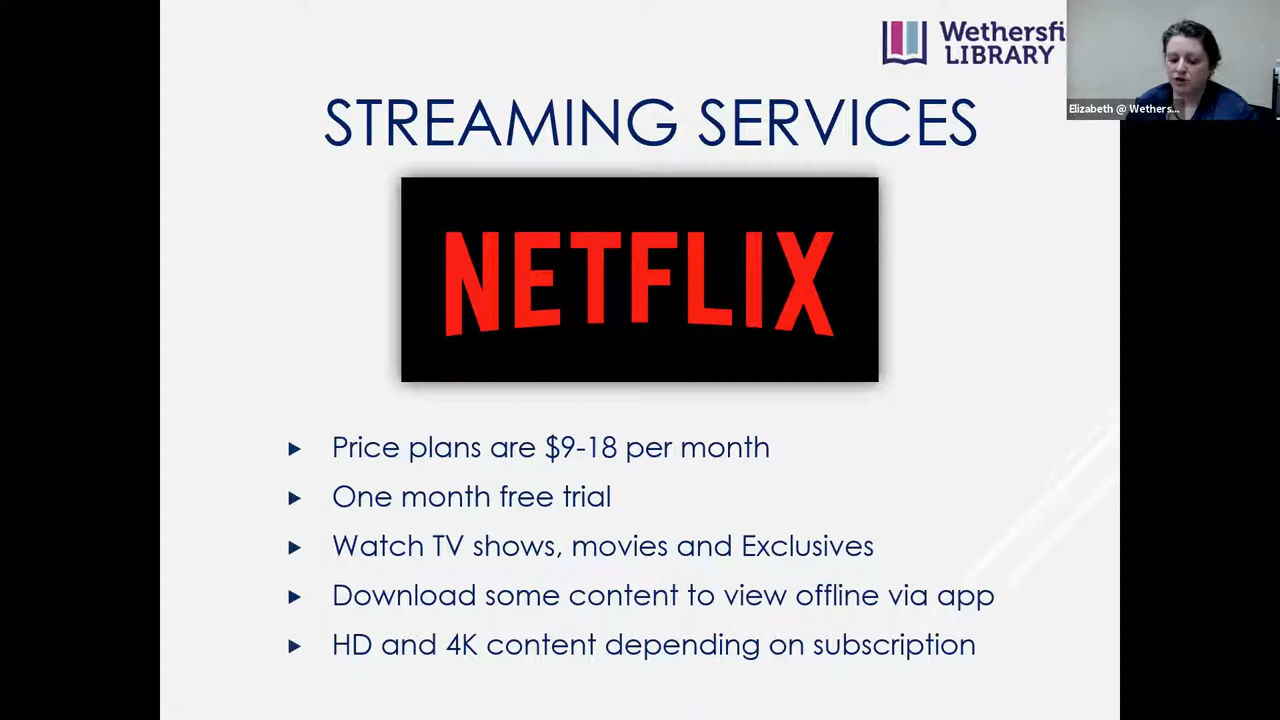 Wethersfi
LIBRARY
Elizabeth @ Wethers...
STREAMING SERVICES
NETFLIX
Price plans are $9-18 per month
One month free trial
Watch TV shows, movies and Exclusives
Download some content to view offline via app
HD and 4K content depending on subscription